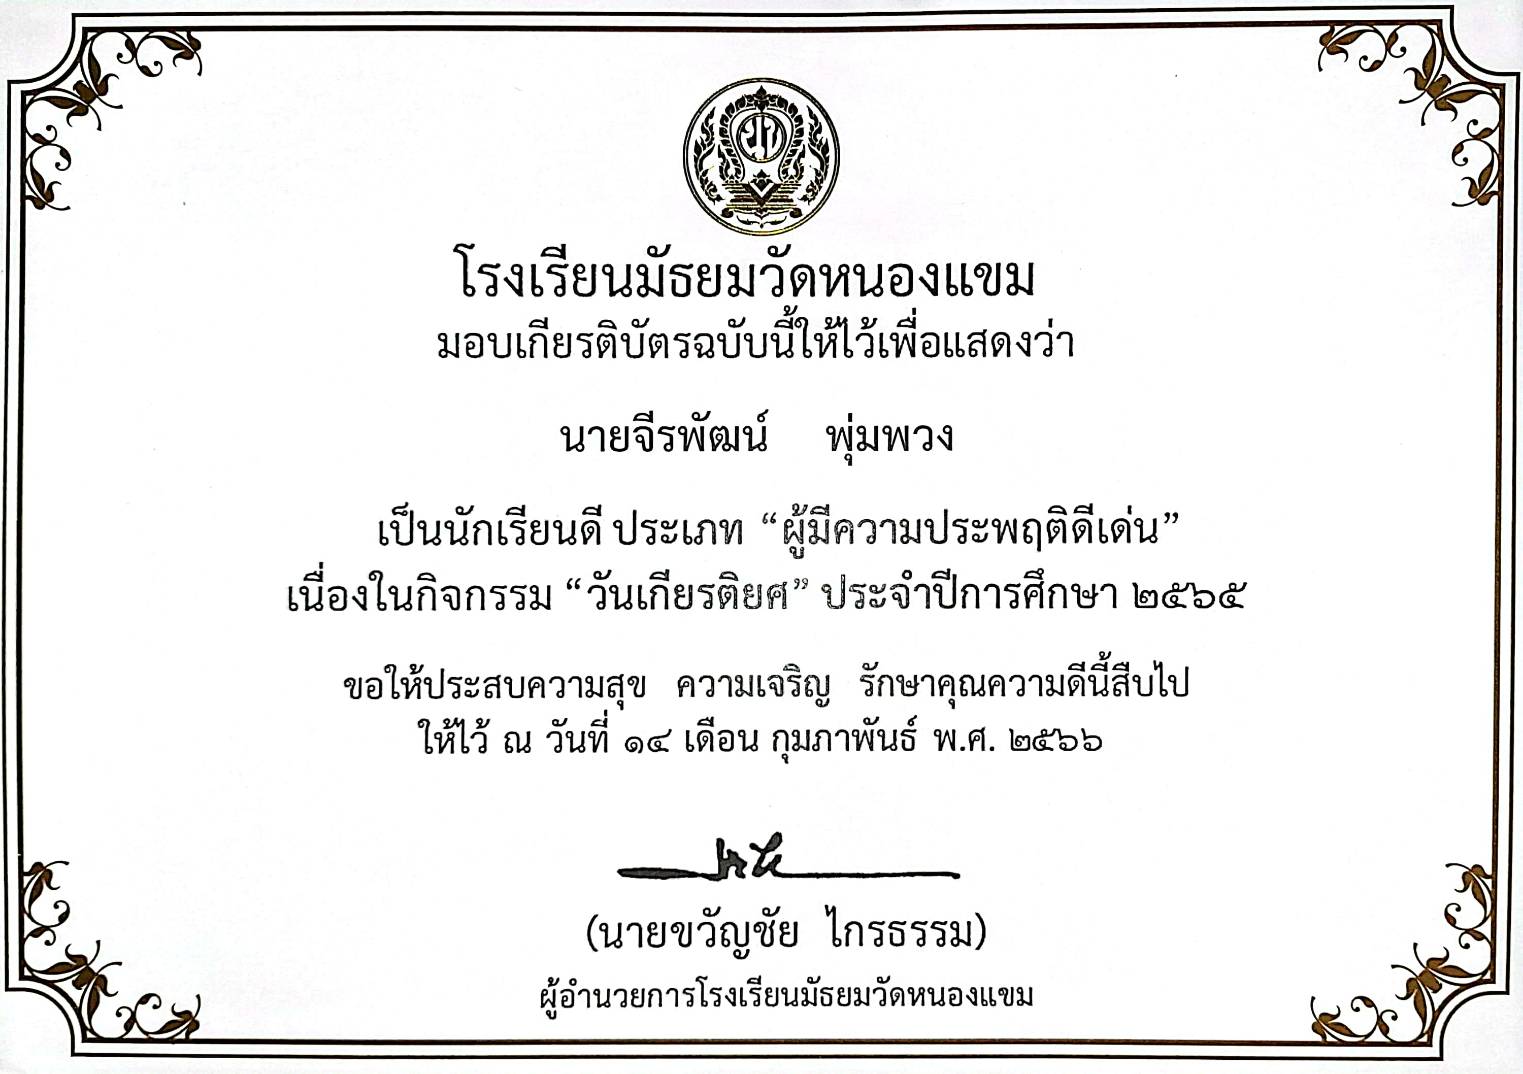 โรงเรียนมัธยมวัดหนองแขม
มอบเกียรติบัตรฉบับนี้ให้ไว้เพื่อแสดงว่า
นายจีรพัฒน์ พุ่มพวง
เป็นนักเรียนดี ประเภท “ผู้มีความประพฤติดีเด่น”
เนื่องในกิจกรรม “วันเกียรติยศ” ประจำปีการศึกษา ๒๕๖๕
ขอให้ประสบความสุข ความเจริญ รักษาคุณความดีนี้สืบไป
ให้ไว้ ณ วันที่ ๑๔ เดือน กุมภาพันธ์ พ.ศ. ๒๕๖๖
(นายขวัญชัย ไกรธรรม)
ผู้อำนวยการโรงเรียนมัธยมวัดหนองแขม